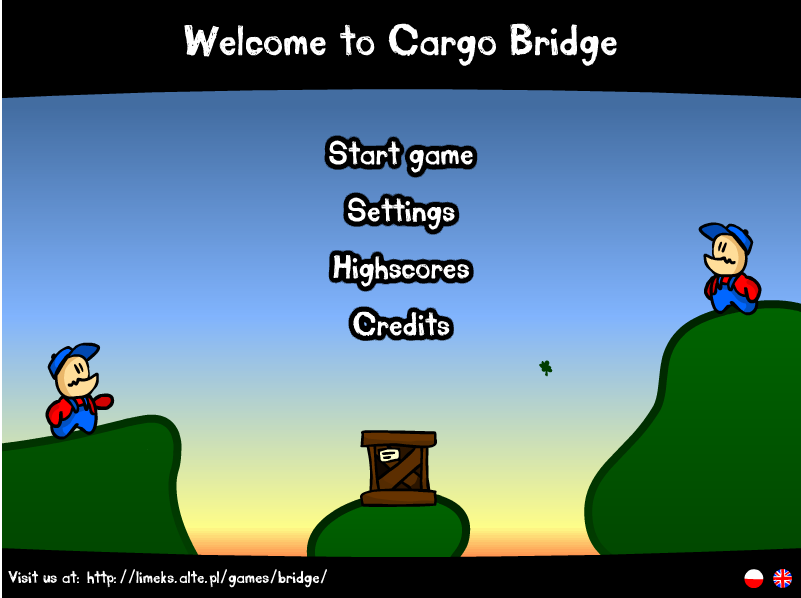 Welcome to Cargo Bridge
Start game
Settings
Highscores
Credits
Visit us at: http://limeks.alte.pl/games/bridge/